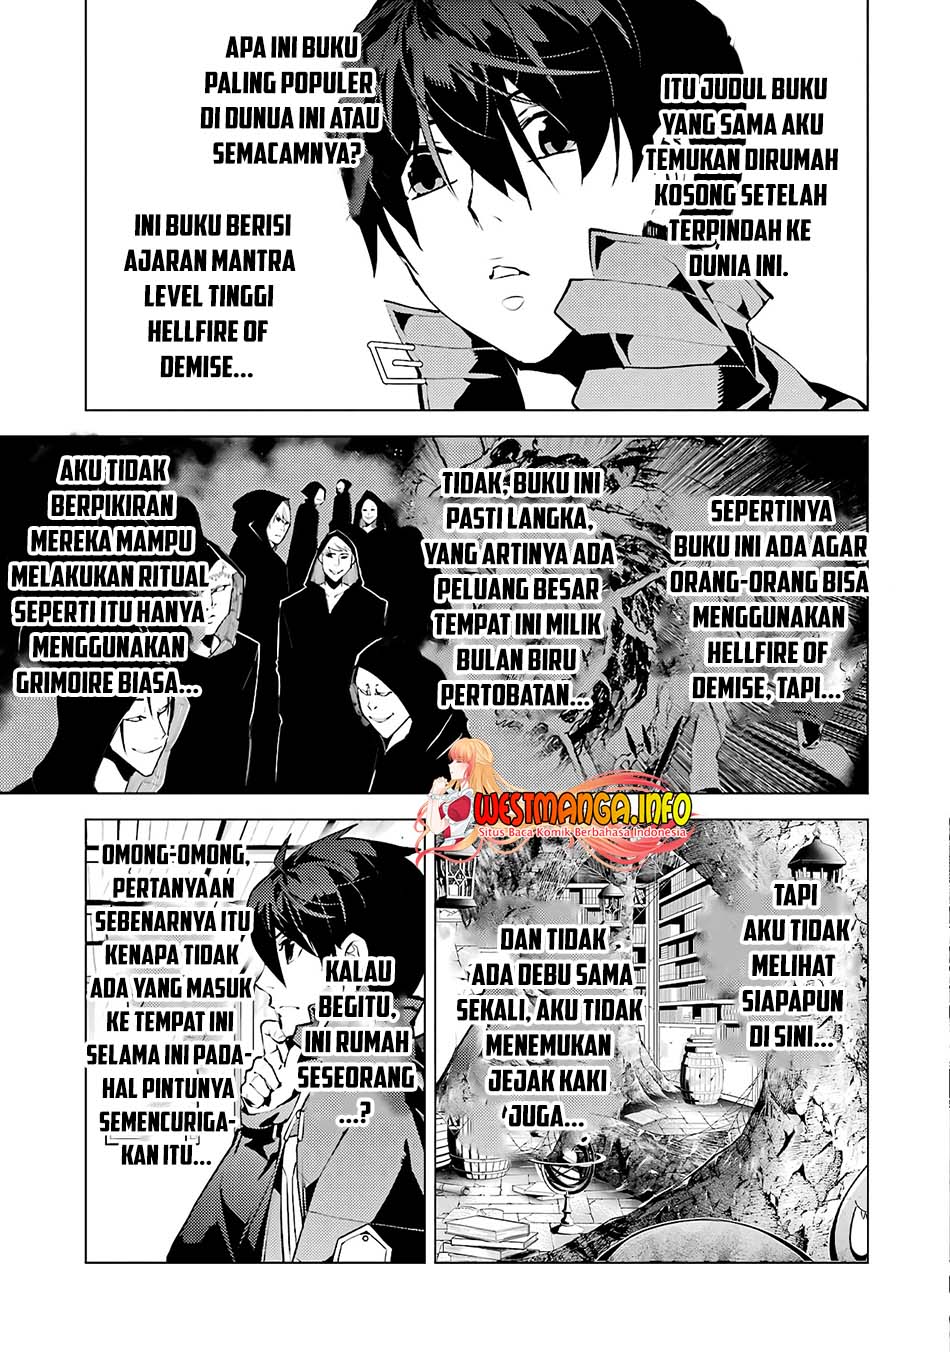 ITU JUDUL BUKU
YANG SAMA AKU
TEMUKAN DIRUMAH
KOSONG SETELAH
TERPINDAH KE
DUNIA INI.
APA INI BUKU
PALING POPULER
DI DUNUA INI ATAU
SEMACAMNYA?
INI BUKU BERISI
AJARAN MANTRA
LEVEL TINGGI
HELLFIRE OF
DEMISE...
SEPERTINYA
BUKU INI ADA AGAR
ORANG-ORANG BISA
MENGGUNAKAN
HELLFIRE OF
DEMISE, TAPI...
TIDAK, BUKU INI
PASTI LANGKA,
YANG ARTINYA ADA
PELUANG BESAR
TEMPAT INI MILIK
BULAN BIRU
PERTOBATAN...
AKU TIDAK
BERPIKIRAN
MEREKA MAMPU
MELAKUKAN RITUAL
SEPERTI ITU HANYA
MENGGUNAKAN
GRIMOIRE BIASA...
WESTMANGA.INFO
Situs Baca Komik Berbahasa Indonesia
TAPI
AKU TIDAK
MELIHAT
SIAPAPUN
DI SINI...
DAN TIDAK
ADA DEBU SAMA
SEKALI, AKU TIDAK
MENEMUKAN
JEJAK KAKI
JUGA...
KALAU
BEGITU,
INI RUMAH
SESEORANG
...?
OMONG-OMONG,
PERTANYAAN
SEBENARNYA ITU
KENAPA TIDAK
ADA YANG MASUK
KE TEMPAT INI
SELAMA INI PADA-
HAL PINTUNYA
SEMENCURIGA-
KAN ITU...